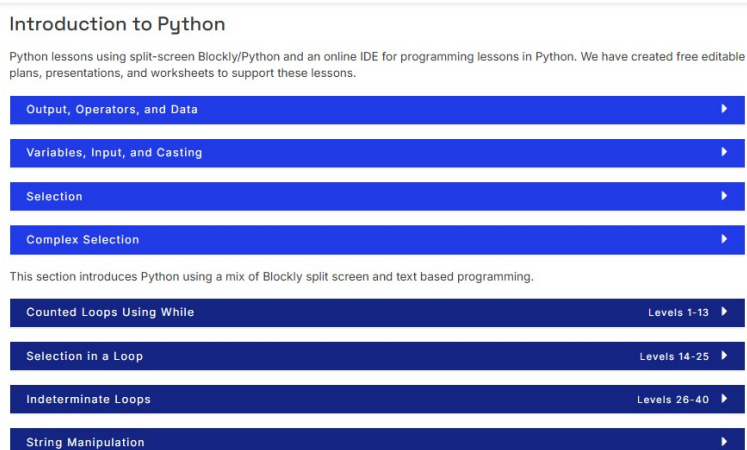 Introduction to Python
Python lessons using split-screen Blockly/Python and an online IDE for programming lessons in Python. We have created free editable
plans, presentations, and worksheets to support these lessons.
Output, Operators, and Data
Variables, Input, and Casting
Selection
Complex Selection
This section introduces Python using a mix of Blockly split screen and text based programming.
Counted Loops Using While Levels 1-13
Selection in a Loop Levels 14-25
Indeterminate Loops Levels 26-40
String Manipulation